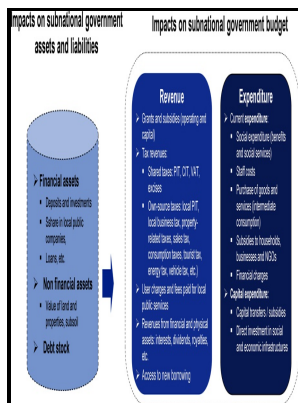 Impacts on subnational government
assets and liabilities
Financial assets
Deposits and investments
Sahare in local public
companies,
Loans, etc.
Non financial assets
Value of land and
properties, subsoil
Debt stock
Impacts on subnational government budget
Revenue
Grants and subsidies (operating and
capital)
Tax revenues:
Shared taxes: PIT, CIT, VAT,
excises
Own-source taxes: local PIT,
local business tax, property-
related taxes, sales tax,
consumption taxes, tourist tax,
energy tax, vehicle tax, etc.)
User charges and fees paid for local
public services
Revenues from financial and physical
assets: interests, dividends, royalties,
etc.
Access to new borrowing
Expenditure
Current expenditure:
Social expenditure (benefits
and social services)
Staff costs
Purchase of goods and
services (intermediate
consumption)
Subsidies to households,
businesses and NGOs
Financial charges
Capital expenditure:
Capital transfers / subsidies
Direct investment in social
and economic infrastructures